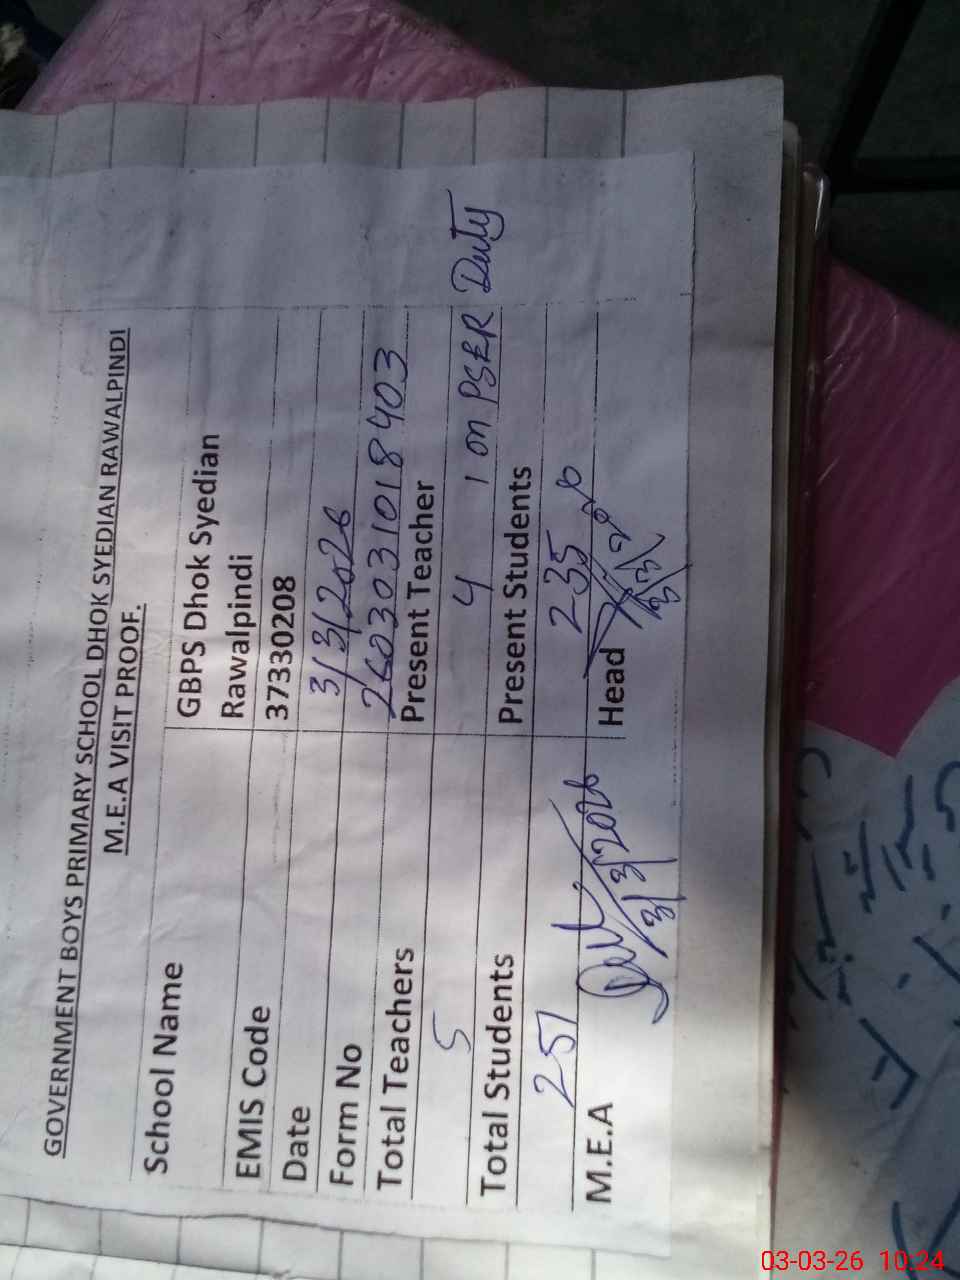 GOVERNMENT BOYS PRIMARY SCHOOL DHOK SYEDIAN RAWALPINDI
M.E.A VISIT PROOF.
School Name GBPS Dhok Syedian
Rawalpindi
EMIS Code 37330208
Date 3/3/2026
Form No 2603031018403
Total Teachers Present Teacher
5 4 1 on PSER Duty
Total Students Present Students
251 235
M.E.A Head
3/3/2026
03-03-26 10:24